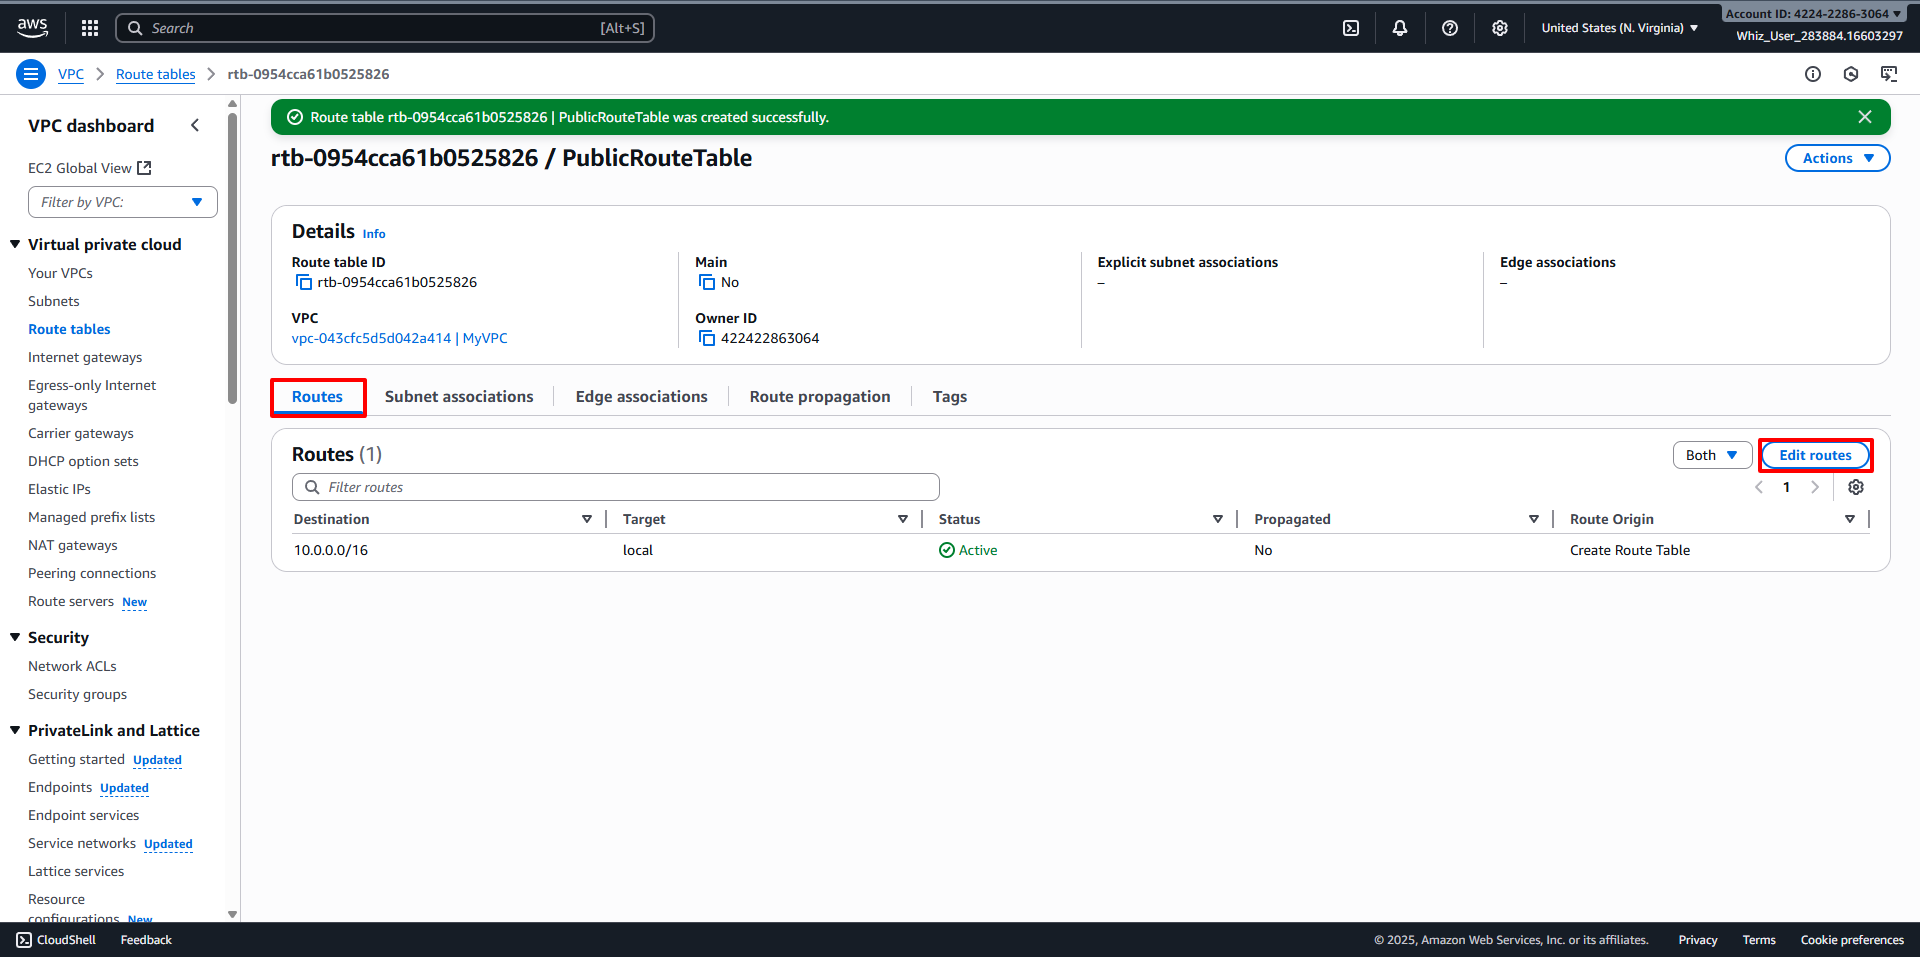 aws
Search [Alt+S]
United States (N. Virginia)
Account ID: 4224-2286-3064
Whiz_User_283884.16603297
VPC
Route tables
rtb-0954cca61b0525826
VPC dashboard
EC2 Global View
Filter by VPC:
Virtual private cloud
Your VPCs
Subnets
Route tables
Internet gateways
Egress-only Internet
gateways
Carrier gateways
DHCP option sets
Elastic IPs
Managed prefix lists
NAT gateways
Peering connections
Route servers New
Security
Network ACLs
Security groups
PrivateLink and Lattice
Getting started Updated
Endpoints Updated
Endpoint services
Service networks Updated
Lattice services
Resource
configurations New
Route table rtb-0954cca61b0525826 | PublicRouteTable was created successfully.
rtb-0954cca61b0525826 / PublicRouteTable
Actions
Details Info
Route table ID
rtb-0954cca61b0525826
Main
No
Explicit subnet associations
–
Edge associations
–
VPC
vpc-043cfc5d5d042a414 | MyVPC
Owner ID
422422863064
Routes
Subnet associations
Edge associations
Route propagation
Tags
Routes (1)
Both
Edit routes
Filter routes
1
Destination Target Status Propagated Route Origin
10.0.0.0/16 local Active No Create Route Table
CloudShell Feedback
© 2025, Amazon Web Services, Inc. or its affiliates. Privacy Terms Cookie preferences